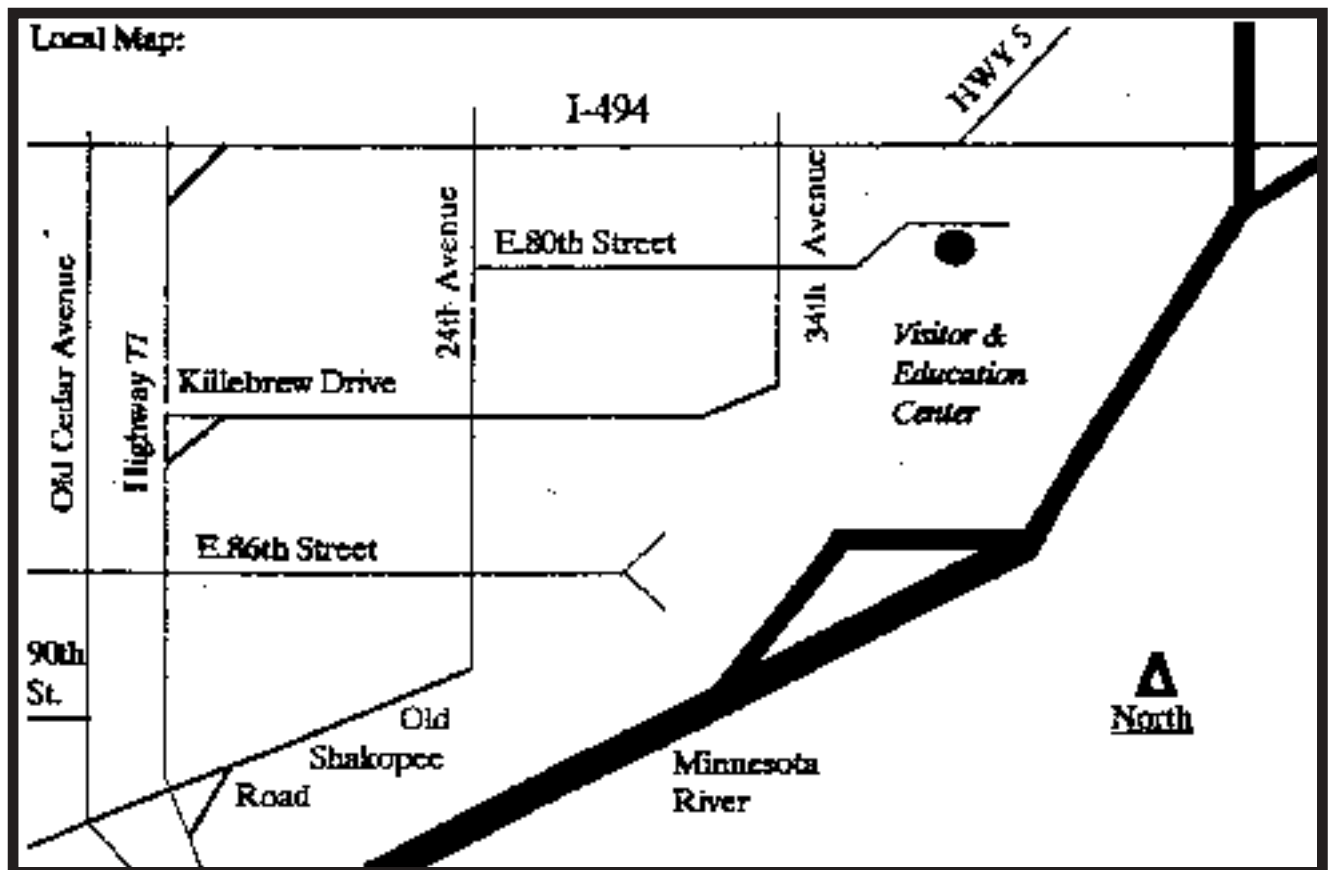 Local Map:
HWY 5
I-494
Old Cedar Avenue
Highway 77
24th Avenue
E.80th Street
34th Avenue
Killebrew Drive
Visitor &
Education
Center
E.86th Street
90th
St.
Old
Shakopee
Road
Minnesota
River
North